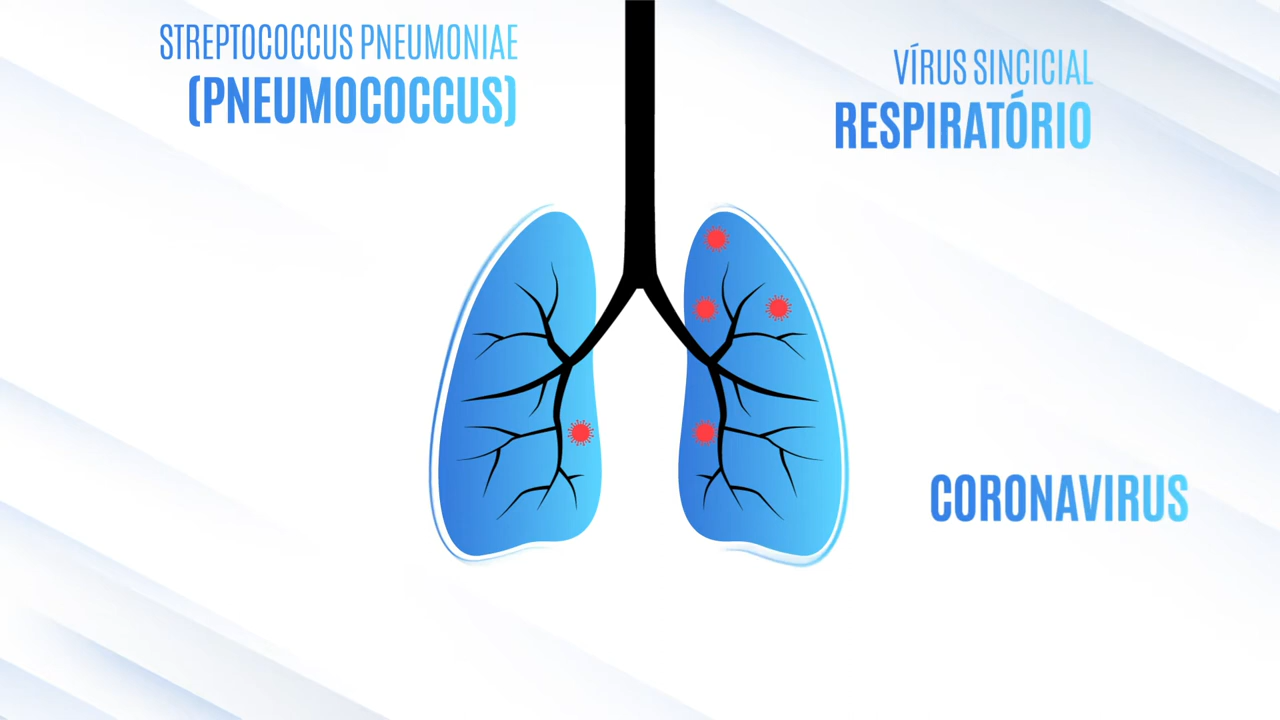 STREPTOCOCCUS PNEUMONIAE
(PNEUMOCOCCUS)
VÍRUS SINCICIAL
RESPIRATÓRIO
CORONAVIRUS